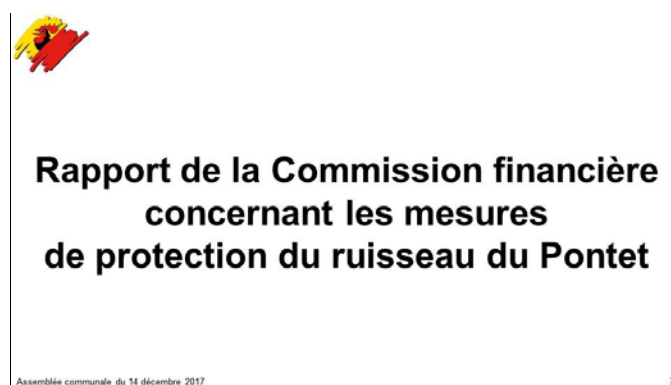 Rapport de la Commission financière
concernant les mesures
de protection du ruisseau du Pontet
Assemblée communale du 14 décembre 2017